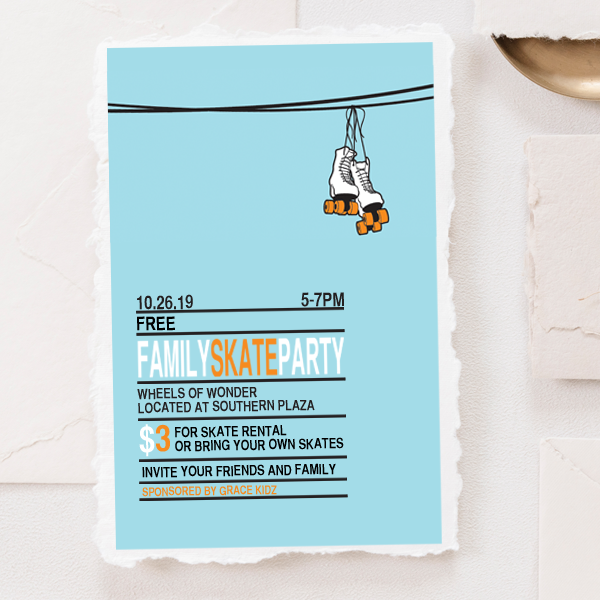 10.26.19 5-7PM
FREE
FAMILYSKATEPARTY
WHEELS OF WONDER
LOCATED AT SOUTHERN PLAZA
$3 FOR SKATE RENTAL
OR BRING YOUR OWN SKATES
INVITE YOUR FRIENDS AND FAMILY
SPONSORED BY GRACE KIDZ